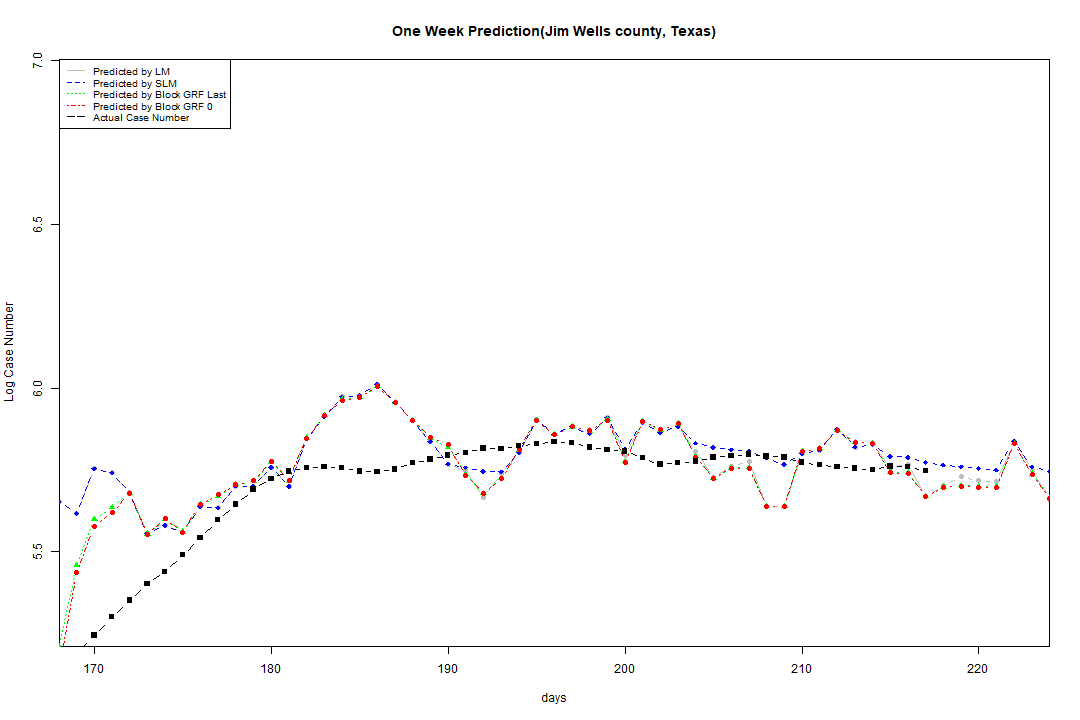 One Week Prediction(Jim Wells county, Texas)
7.0
Predicted by LM
Predicted by SLM
Predicted by Block GRF Last
Predicted by Block GRF 0
Actual Case Number
6.5
6.0
5.5
Log Case Number
170 180 190 200 210 220
days